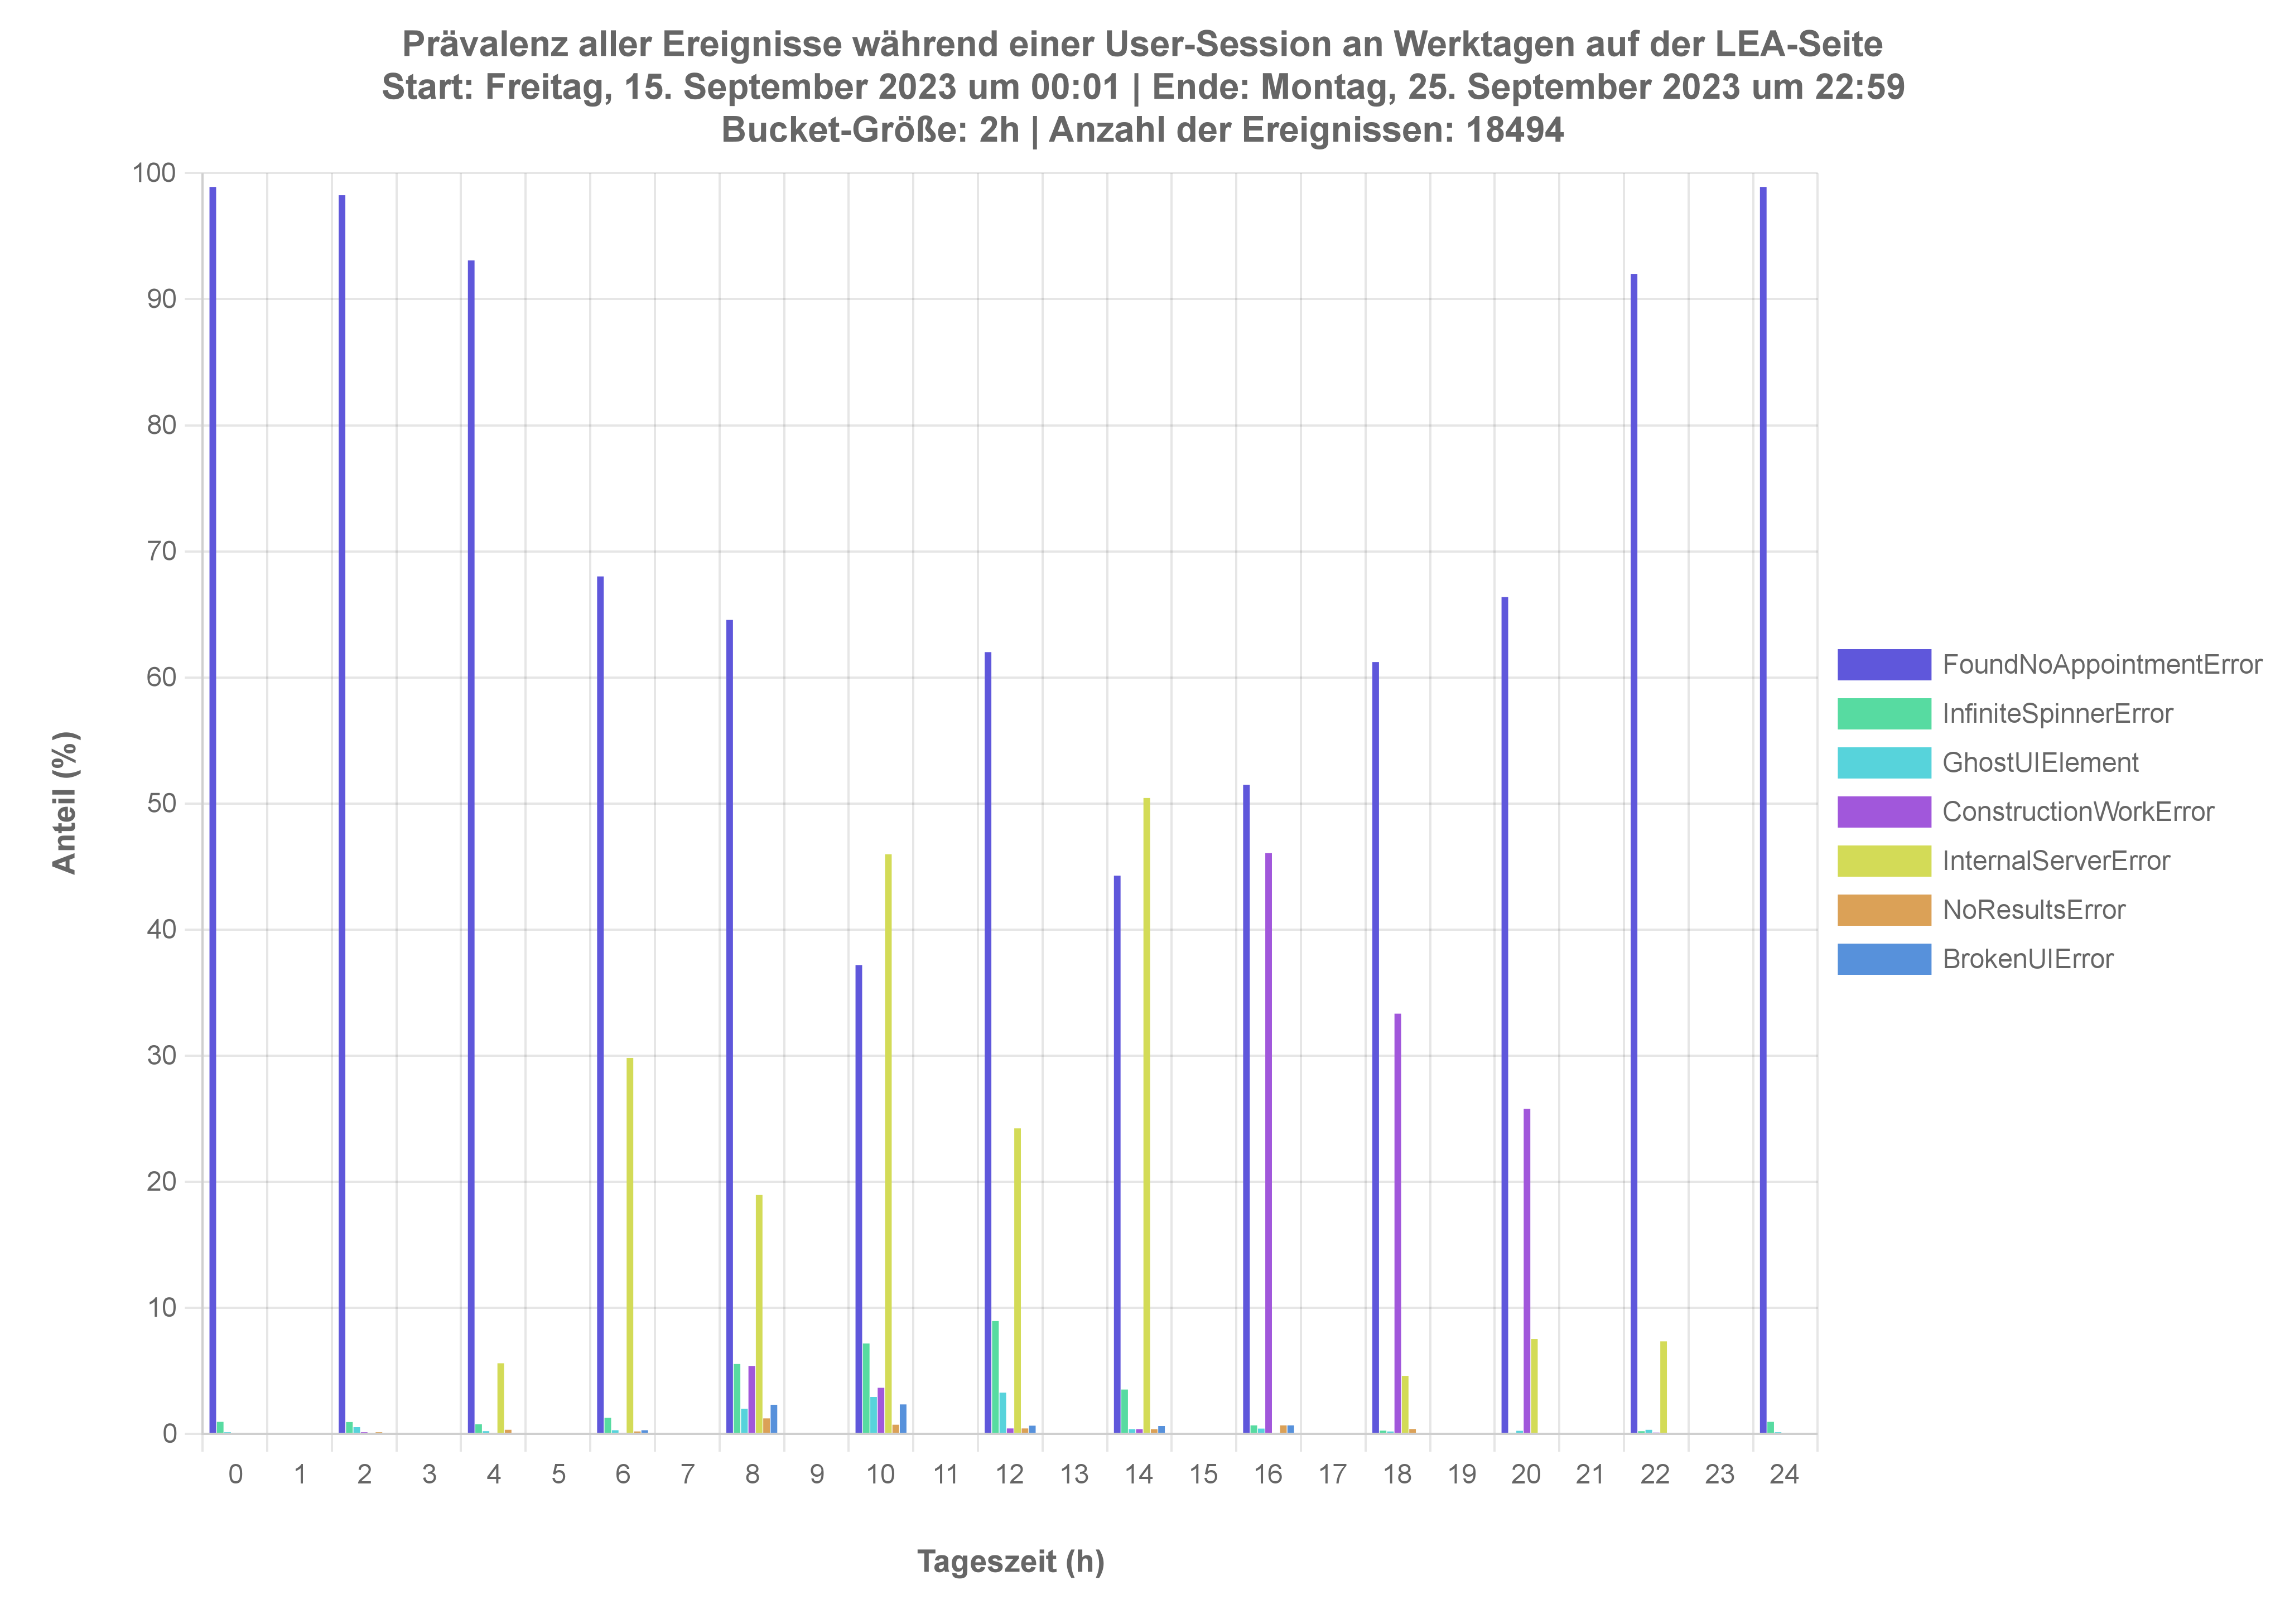 Prävalenz aller Ereignisse während einer User-Session an Werktagen auf der LEA-Seite
Start: Freitag, 15. September 2023 um 00:01 | Ende: Montag, 25. September 2023 um 22:59
Bucket-Größe: 2h | Anzahl der Ereignissen: 18494
Anteil (%)
100
90
80
70
60
50
40
30
20
10
0
0 1 2 3 4 5 6 7 8 9 10 11 12 13 14 15 16 17 18 19 20 21 22 23 24
Tageszeit (h)
FoundNoAppointmentError
InfiniteSpinnerError
GhostUIElement
ConstructionWorkError
InternalServerError
NoResultsError
BrokenUIError